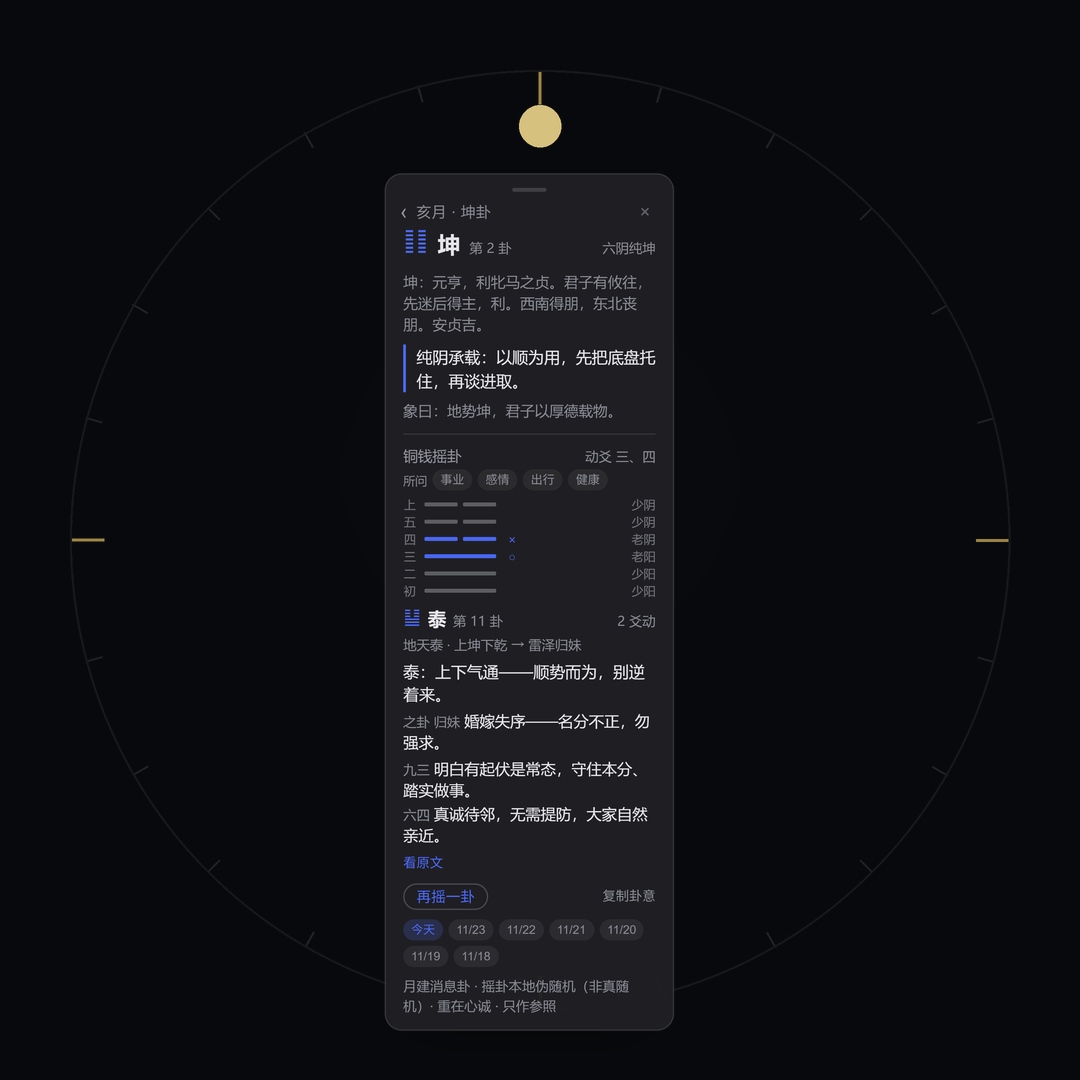 ‹ 亥月 · 坤卦 ×
坤 第 2 卦 六阴纯坤
坤：元亨，利牝马之贞。君子有攸往，
先迷后得主，利。西南得朋，东北丧
朋。安贞吉。
纯阴承载：以顺为用，先把底盘托
住，再谈进取。
象曰：地势坤，君子以厚德载物。
铜钱摇卦 动爻 三、四
所问 事业 感情 出行 健康
上 少阴
五 少阴
四 × 老阴
三 ○ 老阳
二 少阳
初 少阳
泰 第 11 卦 2 爻动
地天泰 · 上坤下乾 → 雷泽归妹
泰：上下气通——顺势而为，别逆
着来。
之卦 归妹 婚嫁失序——名分不正，勿
强求。
九三 明白有起伏是常态，守住本分、
踏实做事。
六四 真诚待邻，无需提防，大家自然
亲近。
看原文
再摇一卦 复制卦意
今天 11/23 11/22 11/21 11/20
11/19 11/18
月建消息卦 · 摇卦本地伪随机（非真随
机）· 重在心诚 · 只作参照